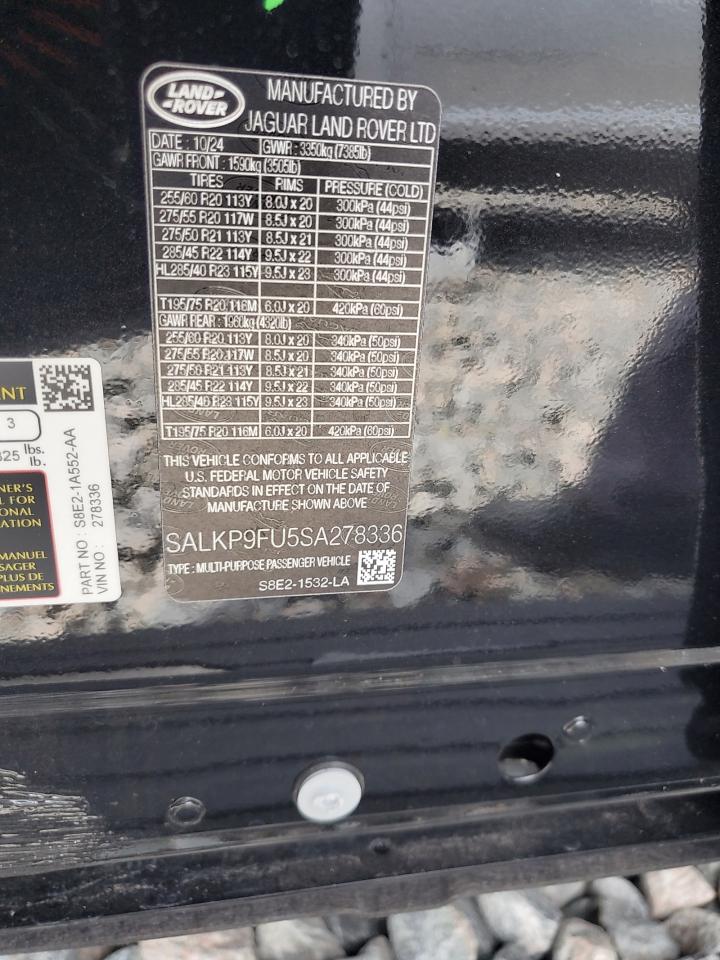 LAND-
-ROVER
MANUFACTURED BY
JAGUAR LAND ROVER LTD
DATE : 10/24 GVWR : 3350kg (7385lb)
GAWR FRONT : 1590kg (3505lb)
TIRES RIMS PRESSURE (COLD)
255/60 R20 113Y 8.0J x 20 300kPa (44psi)
275/55 R20 117W 8.5J x 20 300kPa (44psi)
275/50 R21 113Y 8.5J x 21 300kPa (44psi)
285/45 R22 114Y 9.5J x 22 300kPa (44psi)
HL285/40 R23 115Y 9.5J x 23 300kPa (44psi)
T195/75 R20 116M 6.0J x 20 420kPa (60psi)
GAWR REAR : 1960kg (4320lb)
255/60 R20 113Y 8.0J x 20 340kPa (50psi)
275/55 R20 117W 8.5J x 20 340kPa (50psi)
275/50 R21 113Y 8.5J x 21 340kPa (50psi)
285/45 R22 114Y 9.5J x 22 340kPa (50psi)
HL285/40 R23 115Y 9.5J x 23 340kPa (50psi)
T195/75 R20 116M 6.0J x 20 420kPa (60psi)
THIS VEHICLE CONFORMS TO ALL APPLICABLE
U.S. FEDERAL MOTOR VEHICLE SAFETY
STANDARDS IN EFFECT ON THE DATE OF
MANUFACTURE SHOWN ABOVE
SALKP9FU5SA278336
TYPE : MULTI-PURPOSE PASSENGER VEHICLE
S8E2-1532-LA
3
lbs.
lb.
MANUEL
PLUS DE
PART NO : S8E2-1A552-AA
VIN NO : 278336